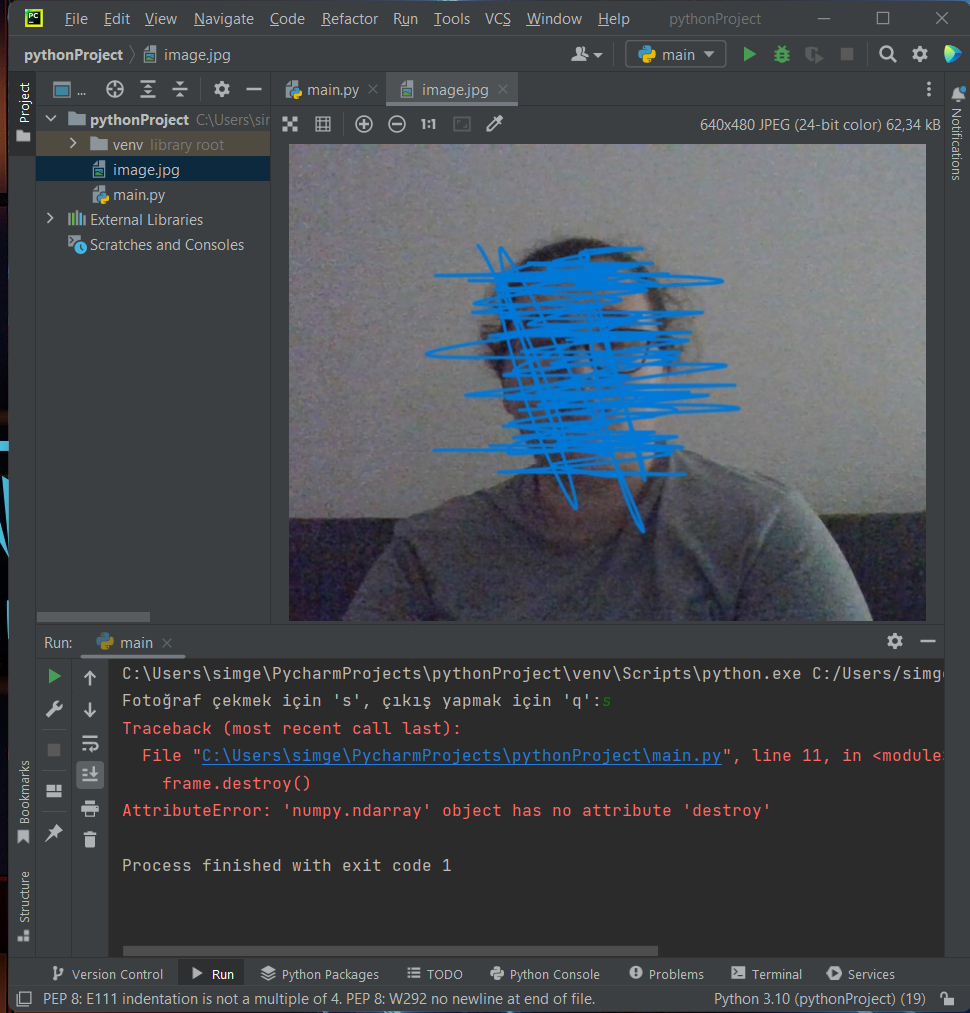 PC
File Edit View Navigate Code Refactor Run Tools VCS Window Help pythonProject
pythonProject image.jpg main
Project
...
main.py image.jpg
pythonProject C:\Users\sir
venv library root
image.jpg
main.py
External Libraries
Scratches and Consoles
1:1 640x480 JPEG (24-bit color) 62,34 kB
Notifications
Run: main
C:\Users\simge\PycharmProjects\pythonProject\venv\Scripts\python.exe C:/Users/simge
Fotoğraf çekmek için 's', çıkış yapmak için 'q':s
Traceback (most recent call last):
File "C:\Users\simge\PycharmProjects\pythonProject\main.py", line 11, in <module>
frame.destroy()
AttributeError: 'numpy.ndarray' object has no attribute 'destroy'
Process finished with exit code 1
Bookmarks
Structure
Version Control Run Python Packages TODO Python Console Problems Terminal Services
PEP 8: E111 indentation is not a multiple of 4. PEP 8: W292 no newline at end of file. Python 3.10 (pythonProject) (19)